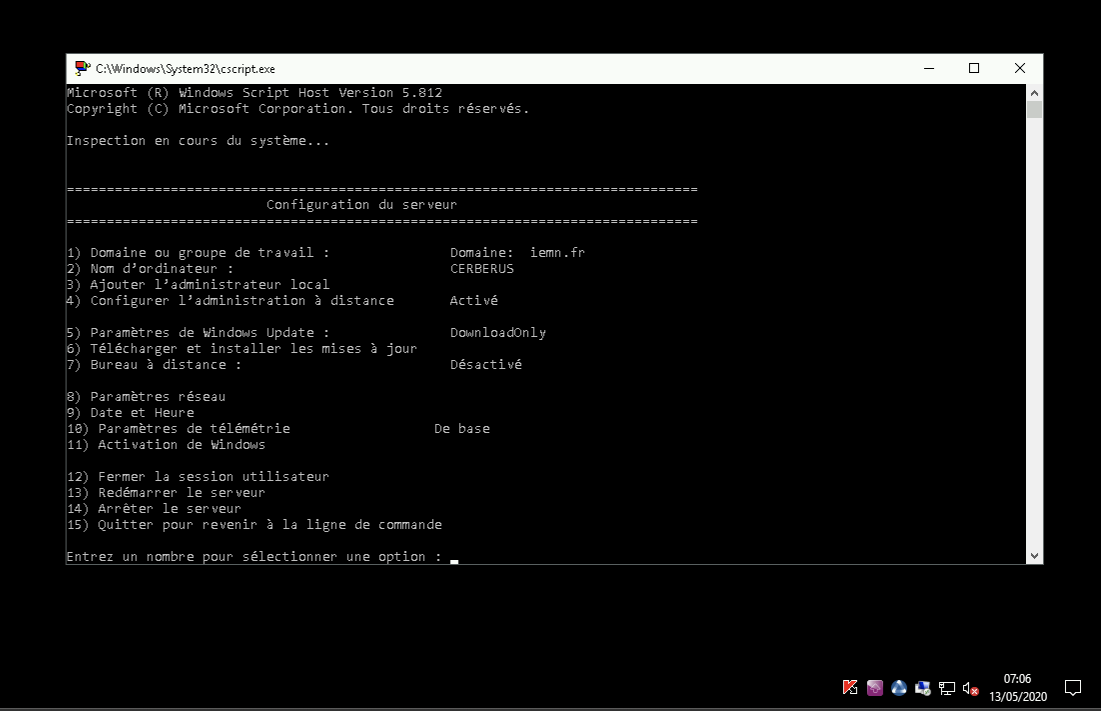 C:\Windows\System32\cscript.exe
Microsoft (R) Windows Script Host Version 5.812
Copyright (C) Microsoft Corporation. Tous droits réservés.
Inspection en cours du système...
===============================================================================
Configuration du serveur
===============================================================================
1) Domaine ou groupe de travail : Domaine: iemn.fr
2) Nom d'ordinateur : CERBERUS
3) Ajouter l'administrateur local
4) Configurer l'administration à distance Activé
5) Paramètres de Windows Update : DownloadOnly
6) Télécharger et installer les mises à jour
7) Bureau à distance : Désactivé
8) Paramètres réseau
9) Date et Heure
10) Paramètres de télémétrie De base
11) Activation de Windows
12) Fermer la session utilisateur
13) Redémarrer le serveur
14) Arrêter le serveur
15) Quitter pour revenir à la ligne de commande
Entrez un nombre pour sélectionner une option :
07:06
13/05/2020